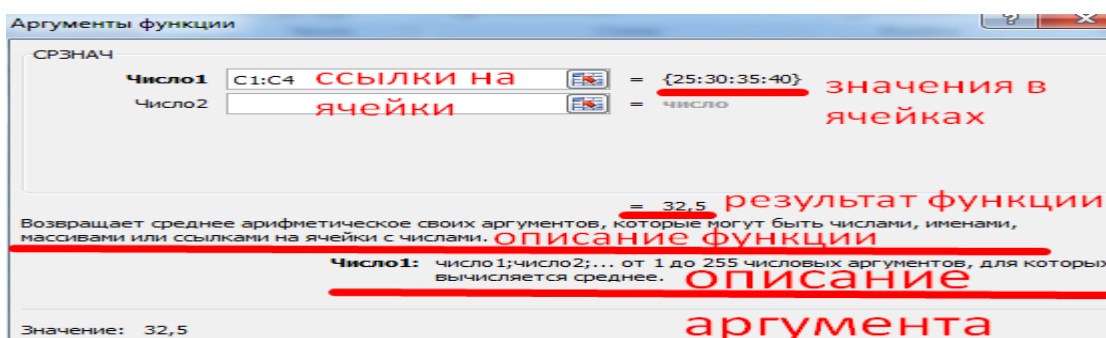 Аргументы функции
СРЗНАЧ
Число1 C1:C4 ссылки на = {25:30:35:40} значения в
Число2 ячейки = число ячейках
= 32,5 результат функции
Возвращает среднее арифметическое своих аргументов, которые могут быть числами, именами,
массивами или ссылками на ячейки с числами. описание функции
Число1: число1;число2;... от 1 до 255 числовых аргументов, для которых
вычисляется среднее. описание
аргумента
Значение: 32,5